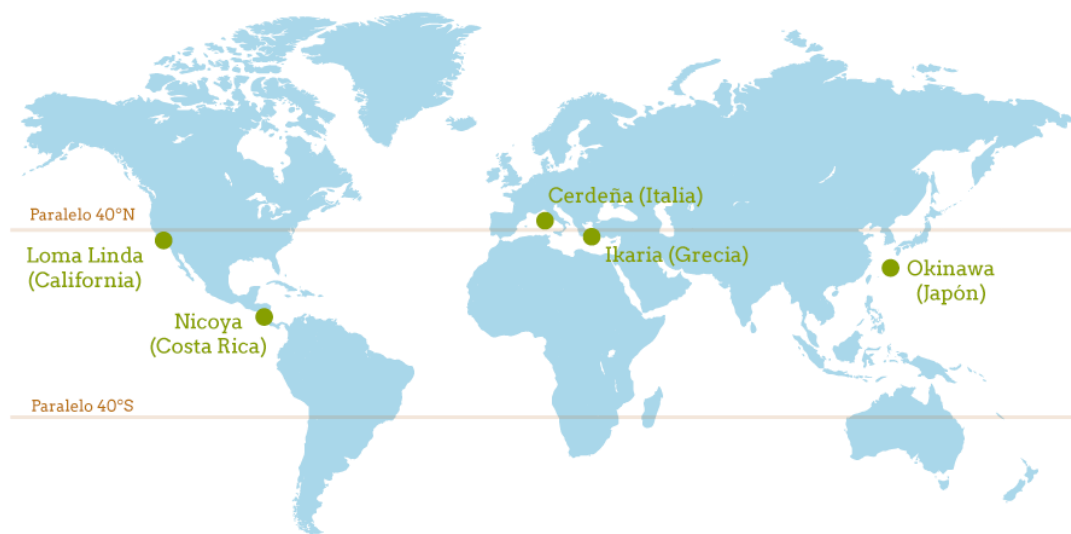 Cerdeña (Italia)
Paralelo 40°N
Loma Linda
(California)
Ikaria (Grecia)
Okinawa
(Japón)
Nicoya
(Costa Rica)
Paralelo 40°S